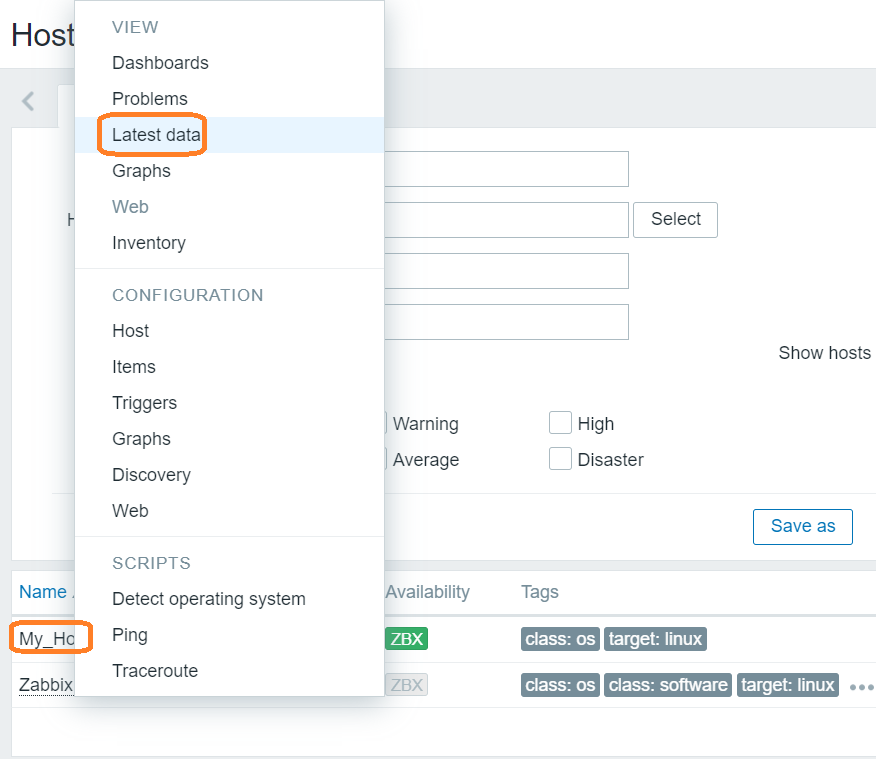 Host
VIEW
Dashboards
Problems
Latest data
Graphs
Web
Inventory
Select
CONFIGURATION
Host
Items
Triggers
Graphs
Discovery
Web
Show hosts
Warning
High
Average
Disaster
Save as
SCRIPTS
Detect operating system
Ping
Traceroute
Name
Availability
Tags
My_Ho
ZBX
class: os
target: linux
Zabbix
ZBX
class: os
class: software
target: linux